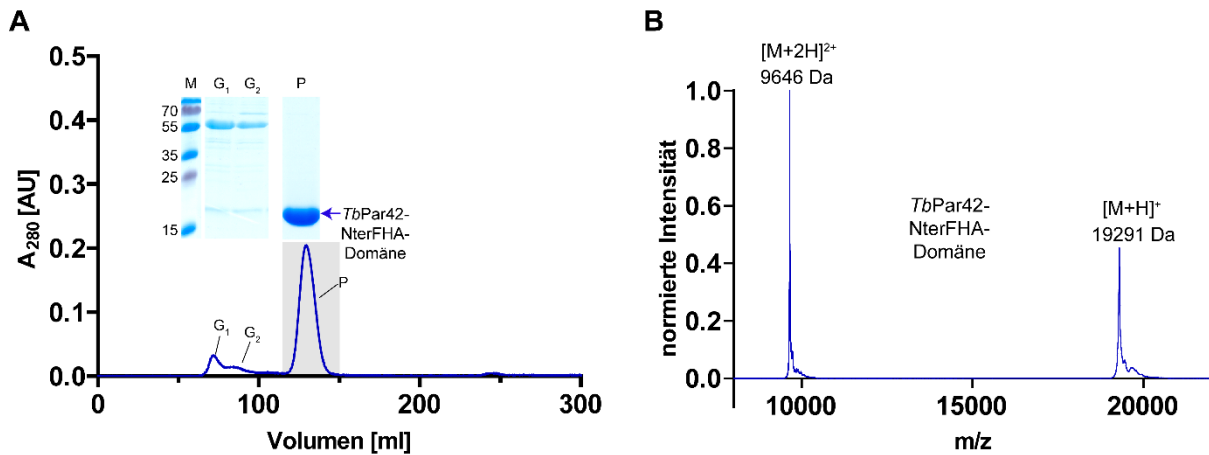 A
A₂₈₀ [AU]
0.5
0.4
0.3
0.2
0.1
0.0
0
100
200
300
Volumen [ml]
M
G₁
G₂
P
70
55
35
25
15
TbPar42-
NterFHA-
Domäne
P
G₁
G₂
B
normierte Intensität
1.0
0.8
0.6
0.4
0.2
0.0
10000
15000
20000
m/z
[M+2H]²⁺
9646 Da
TbPar42-
NterFHA-
Domäne
[M+H]⁺
19291 Da